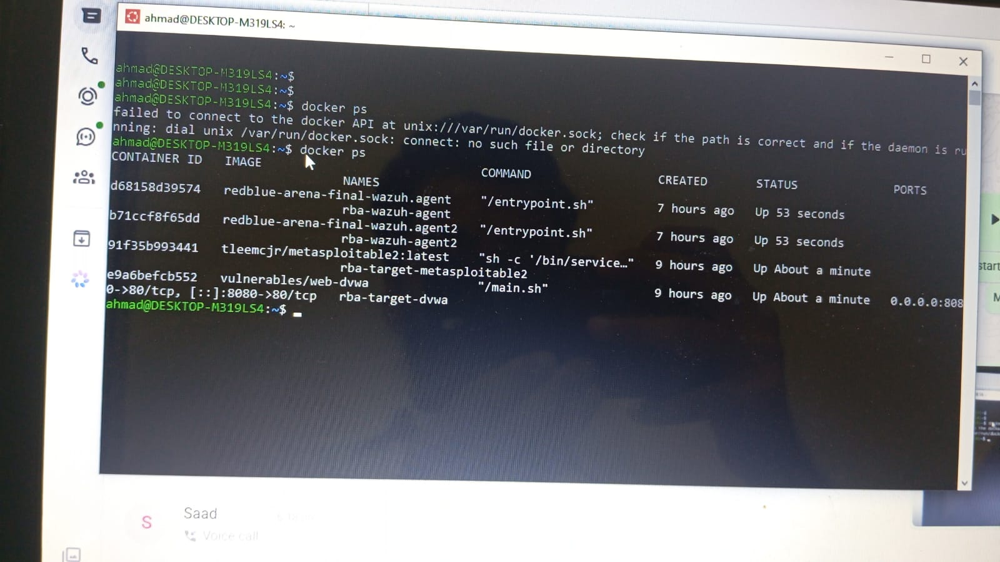 ahmad@DESKTOP-M319LS4: ~
ahmad@DESKTOP-M319LS4:~$
ahmad@DESKTOP-M319LS4:~$
ahmad@DESKTOP-M319LS4:~$ docker ps
failed to connect to the docker API at unix:///var/run/docker.sock; check if the path is correct and if the daemon is ru
nning: dial unix /var/run/docker.sock: connect: no such file or directory
ahmad@DESKTOP-M319LS4:~$ docker ps
CONTAINER ID IMAGE COMMAND CREATED STATUS PORTS
NAMES
d68158d39574 redblue-arena-final-wazuh.agent "/entrypoint.sh" 7 hours ago Up 53 seconds
rba-wazuh-agent
b71ccf8f65dd redblue-arena-final-wazuh.agent2 "/entrypoint.sh" 7 hours ago Up 53 seconds
rba-wazuh-agent2
91f35b993441 tleemcjr/metasploitable2:latest "sh -c '/bin/service…" 9 hours ago Up About a minute
rba-target-metasploitable2
e9a6befcb552 vulnerables/web-dvwa "/main.sh" 9 hours ago Up About a minute 0.0.0.0:808
0->80/tcp, [::]:8080->80/tcp rba-target-dvwa
ahmad@DESKTOP-M319LS4:~$
S
Saad
Voice call
start
M